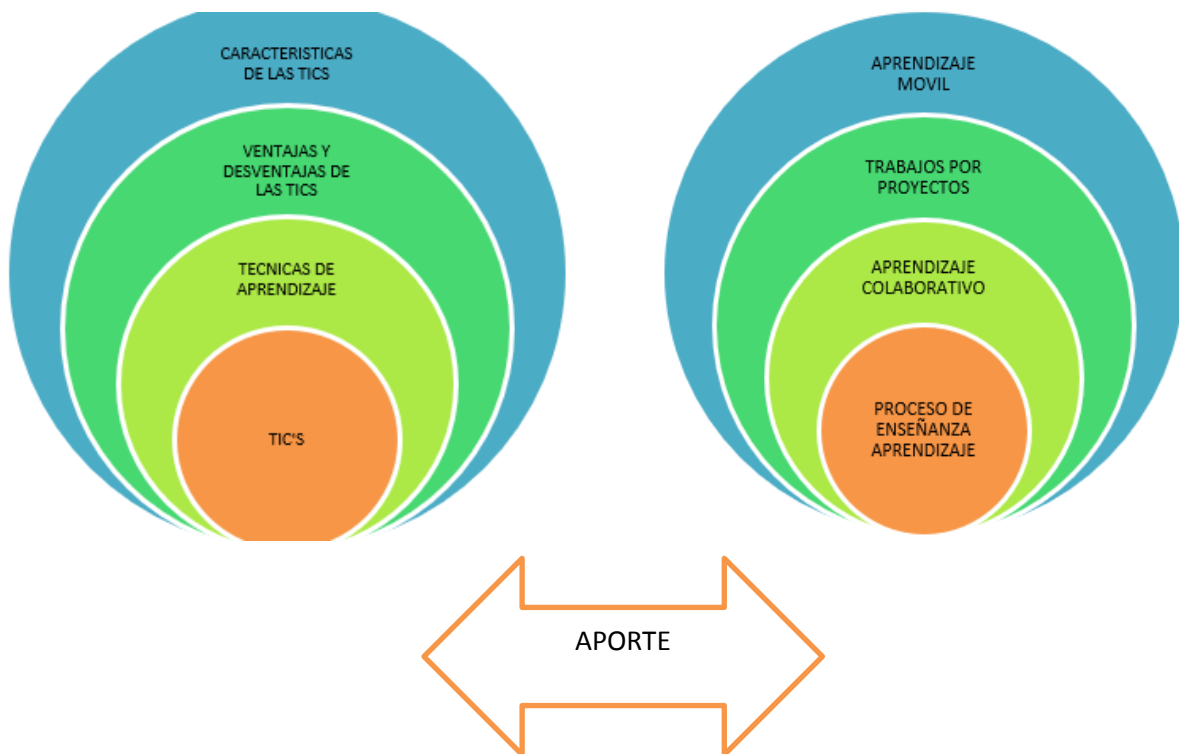 CARACTERISTICAS
DE LAS TICS
VENTAJAS Y
DESVENTAJAS DE
LAS TICS
TECNICAS DE
APRENDIZAJE
TIC'S
APRENDIZAJE
MOVIL
TRABAJOS POR
PROYECTOS
APRENDIZAJE
COLABORATIVO
PROCESO DE
ENSEÑANZA
APRENDIZAJE
APORTE